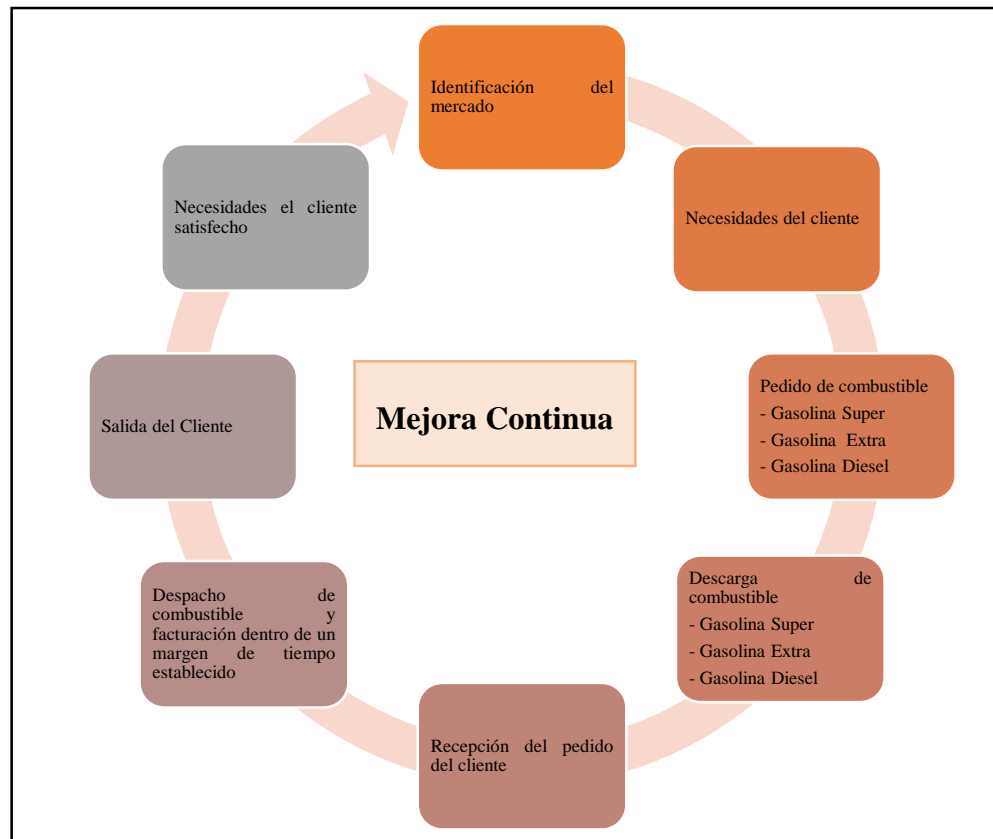 Identificación del
mercado
Necesidades del cliente
Pedido de combustible
- Gasolina Super
- Gasolina Extra
- Gasolina Diesel
Descarga de
combustible
- Gasolina Super
- Gasolina Extra
- Gasolina Diesel
Recepción del pedido
del cliente
Despacho de
combustible y
facturación dentro de un
margen de tiempo
establecido
Salida del Cliente
Necesidades el cliente
satisfecho
Mejora Continua